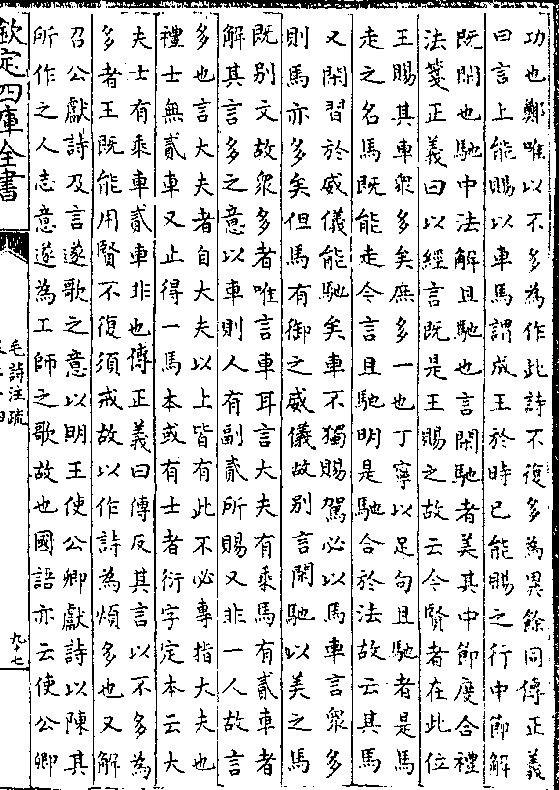 功也鄭唯以不多為作此詩不復多為異餘同傳正義
曰言上能賜以車馬謂成王於時已能賜之行中節解
既閑也馳中法解且馳也言閑馳者美其中節度合禮
法箋正義曰以經言既是王賜之故云今賢者在此位
王賜其車衆多矣庶多一也丁寧以足句且馳者是馬
走之名馬既能走今言且馳明是馳合於法故云其馬
又閑習於威儀能馳矣車不獨賜駕必以馬車言衆多
則馬亦多矣但馬有御之威儀故别言閑馳以美之馬
既别文故衆多者唯言車耳言大夫有乘馬有貳車者
解其言多之意以車則人有副貳所賜又非一人故言
多也言大夫者自大夫以上皆有此不必專指大夫也
禮士無貳車又止得一馬本或有士者衍字定本云大
夫士有乘車貳車非也傳正義曰傳反其言以不多為
多者王既能用賢不復須戒故以作詩為煩多也又解
召公獻詩及言遂歌之意以明王使公卿獻詩以陳其
所作之人志意遂為工師之歌故也國語亦云使公卿
欽定四庫全書
毛詩注疏
九十七